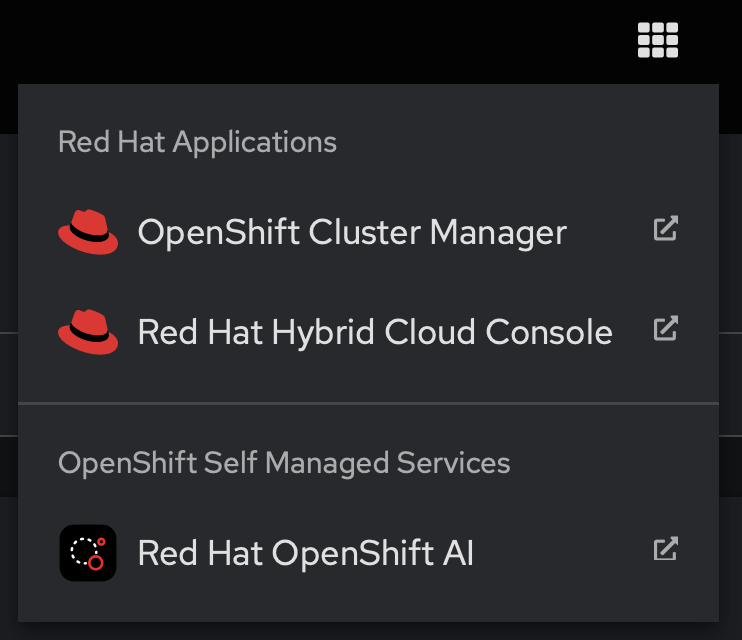 Red Hat Applications
OpenShift Cluster Manager
Red Hat Hybrid Cloud Console
OpenShift Self Managed Services
Red Hat OpenShift AI